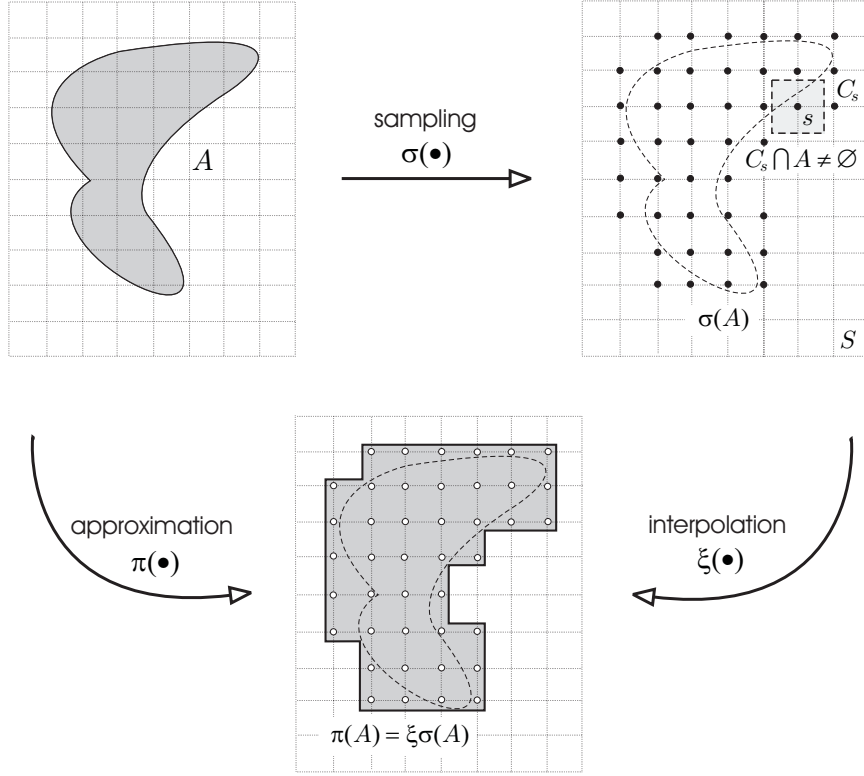 A
sampling
σ(•)
C_s
s
C_s ⋂ A ≠ ∅
σ(A)
S
approximation
π(•)
interpolation
ξ(•)
π(A) = ξσ(A)